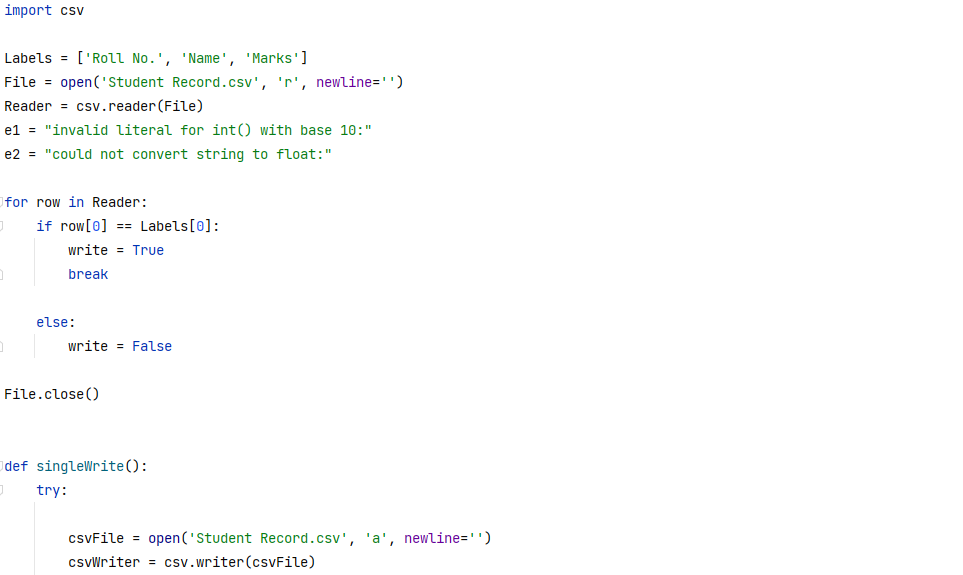 import csv
Labels = ['Roll No.', 'Name', 'Marks']
File = open('Student Record.csv', 'r', newline='')
Reader = csv.reader(File)
e1 = "invalid literal for int() with base 10:"
e2 = "could not convert string to float:"
for row in Reader:
    if row[0] == Labels[0]:
        write = True
        break
    else:
        write = False
File.close()
def singleWrite():
    try:
        csvFile = open('Student Record.csv', 'a', newline='')
        csvWriter = csv.writer(csvFile)